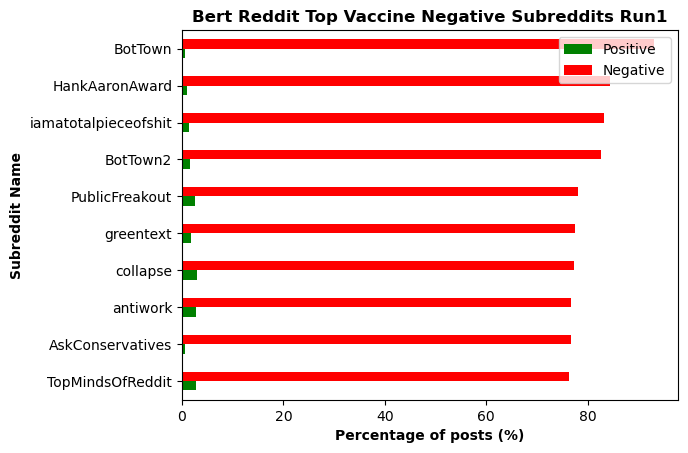 Bert Reddit Top Vaccine Negative Subreddits Run1
Positive
Negative
BotTown
HankAaronAward
iamatotalpieceofshit
BotTown2
PublicFreakout
greentext
collapse
antiwork
AskConservatives
TopMindsOfReddit
Subreddit Name
0 20 40 60 80
Percentage of posts (%)